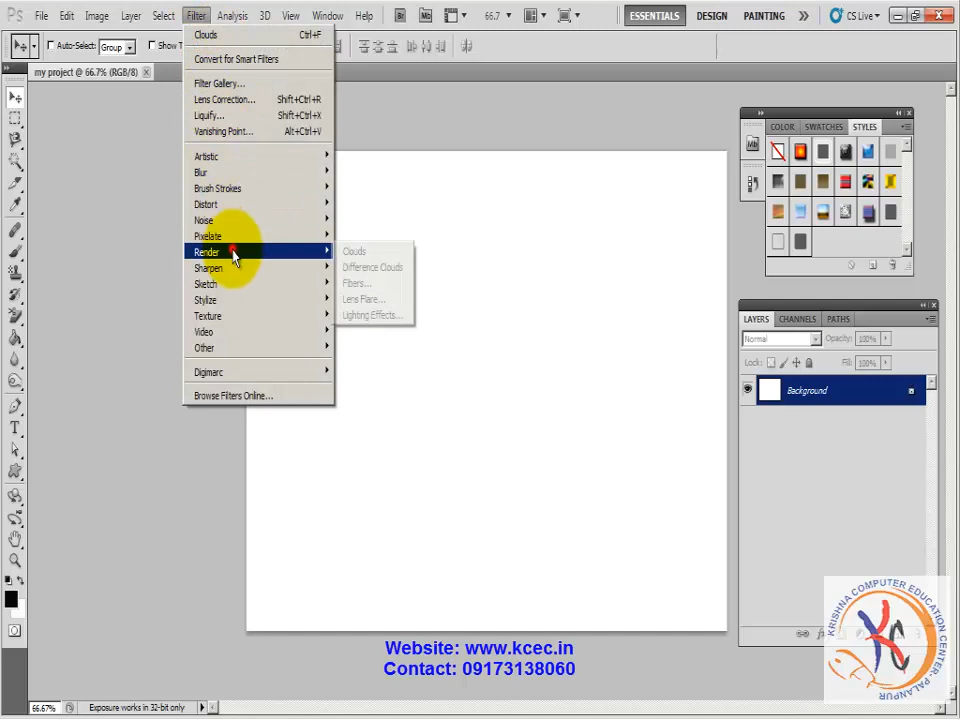 Ps File Edit Image Layer Select Filter Analysis 3D View Window Help Br Mb 66.7 ESSENTIALS DESIGN PAINTING CS Live
Auto-Select: Group Show T
my project @ 66.7% (RGB/8)
Clouds Ctrl+F
Convert for Smart Filters
Filter Gallery...
Lens Correction... Shift+Ctrl+R
Liquify... Shift+Ctrl+X
Vanishing Point... Alt+Ctrl+V
Artistic
Blur
Brush Strokes
Distort
Noise
Pixelate
Render
Sharpen
Sketch
Stylize
Texture
Video
Other
Digimarc
Browse Filters Online...
Clouds
Difference Clouds
Fibers...
Lens Flare...
Lighting Effects...
COLOR SWATCHES STYLES
Mb
LAYERS CHANNELS PATHS
Normal Opacity: 100%
Lock: Fill: 100%
Background
KRISHNA COMPUTER EDUCATION CENTER-PALANPUR
KC
Website: www.kcec.in
Contact: 09173138060
66.67% Exposure works in 32-bit only